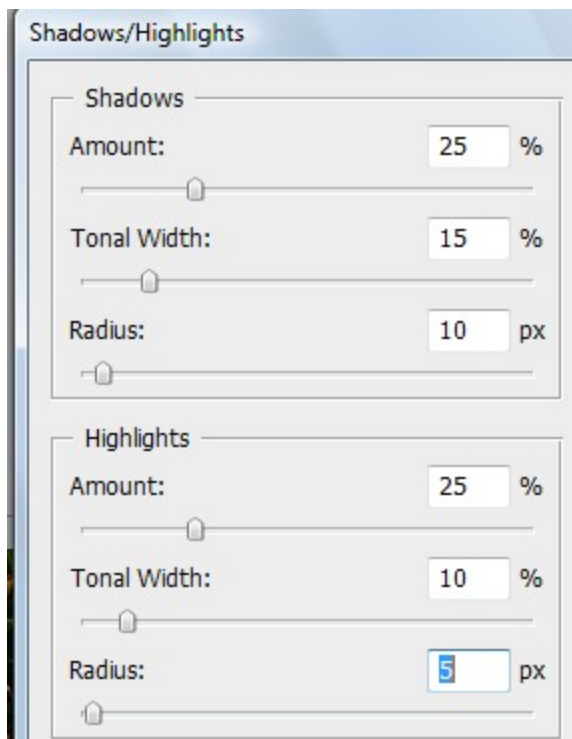 Shadows/Highlights
Shadows
Amount: 25 %
Tonal Width: 15 %
Radius: 10 px
Highlights
Amount: 25 %
Tonal Width: 10 %
Radius: 5 px